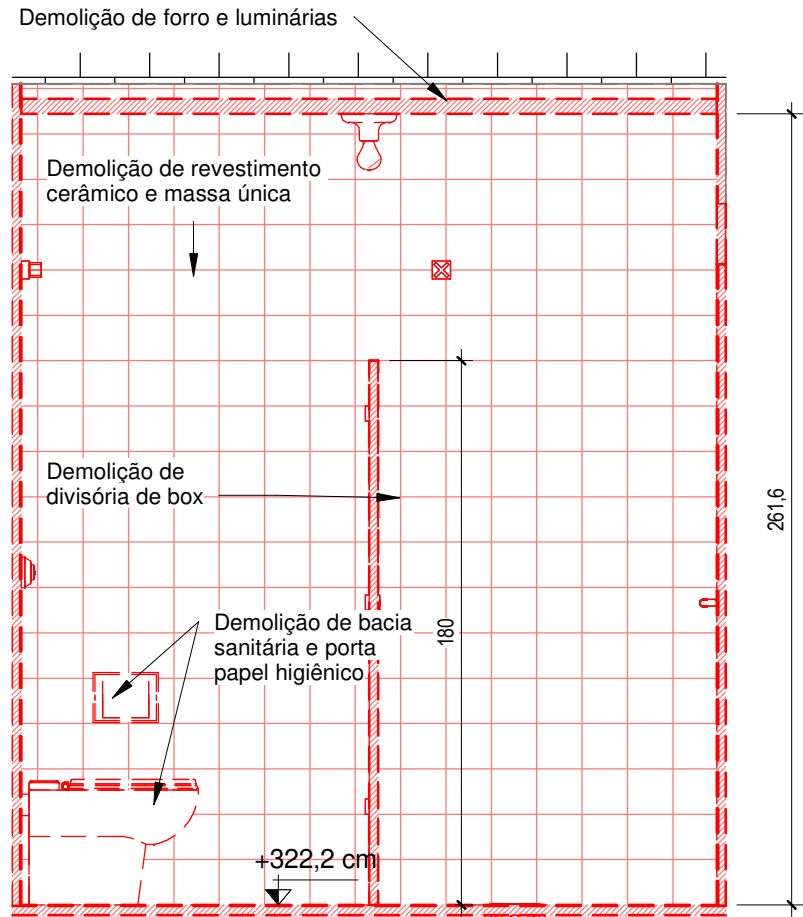 Demolição de forro e luminárias
Demolição de revestimento
cerâmico e massa única
Demolição de
divisória de box
261,6
180
Demolição de bacia
sanitária e porta
papel higiênico
+322,2 cm